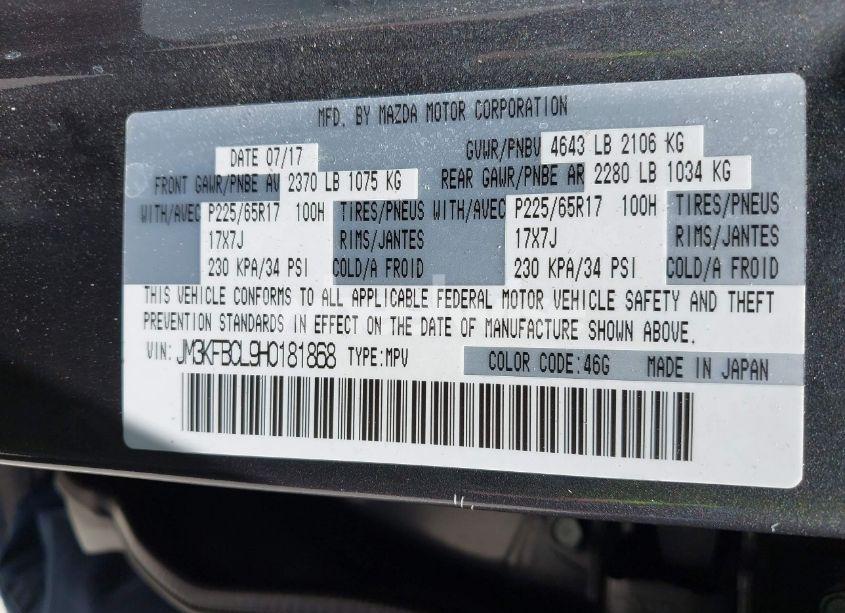 MFD. BY MAZDA MOTOR CORPORATION
DATE 07/17 GVWR/PNBV 4643 LB 2106 KG
FRONT GAWR/PNBE AV 2370 LB 1075 KG REAR GAWR/PNBE AR 2280 LB 1034 KG
WITH/AVEC P225/65R17 100H TIRES/PNEUS WITH/AVEC P225/65R17 100H TIRES/PNEUS
17X7J RIMS/JANTES 17X7J RIMS/JANTES
230 KPA/34 PSI COLD/A FROID 230 KPA/34 PSI COLD/A FROID
THIS VEHICLE CONFORMS TO ALL APPLICABLE FEDERAL MOTOR VEHICLE SAFETY AND THEFT
PREVENTION STANDARDS IN EFFECT ON THE DATE OF MANUFACTURE SHOWN ABOVE.
VIN: JM3KFBCL9H0181868 TYPE:MPV COLOR CODE:46G MADE IN JAPAN